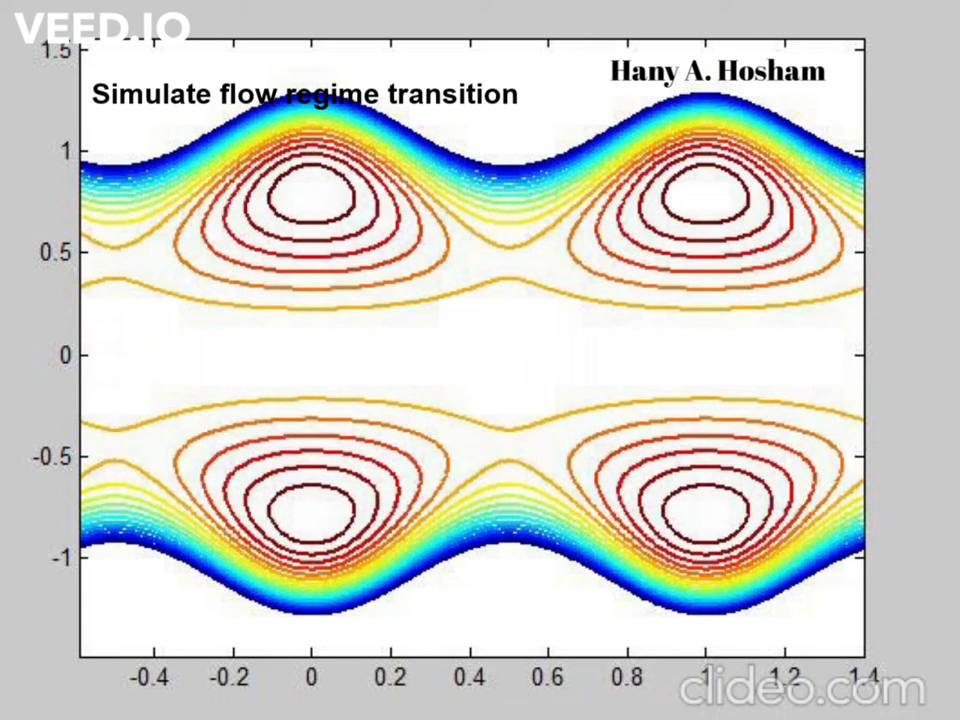 VEED.IO
1.5
Hany A. Hosham
Simulate flow regime transition
1
0.5
0
-0.5
-1
-0.4 -0.2 0 0.2 0.4 0.6 0.8 1 1.2 1.4
clideo.com